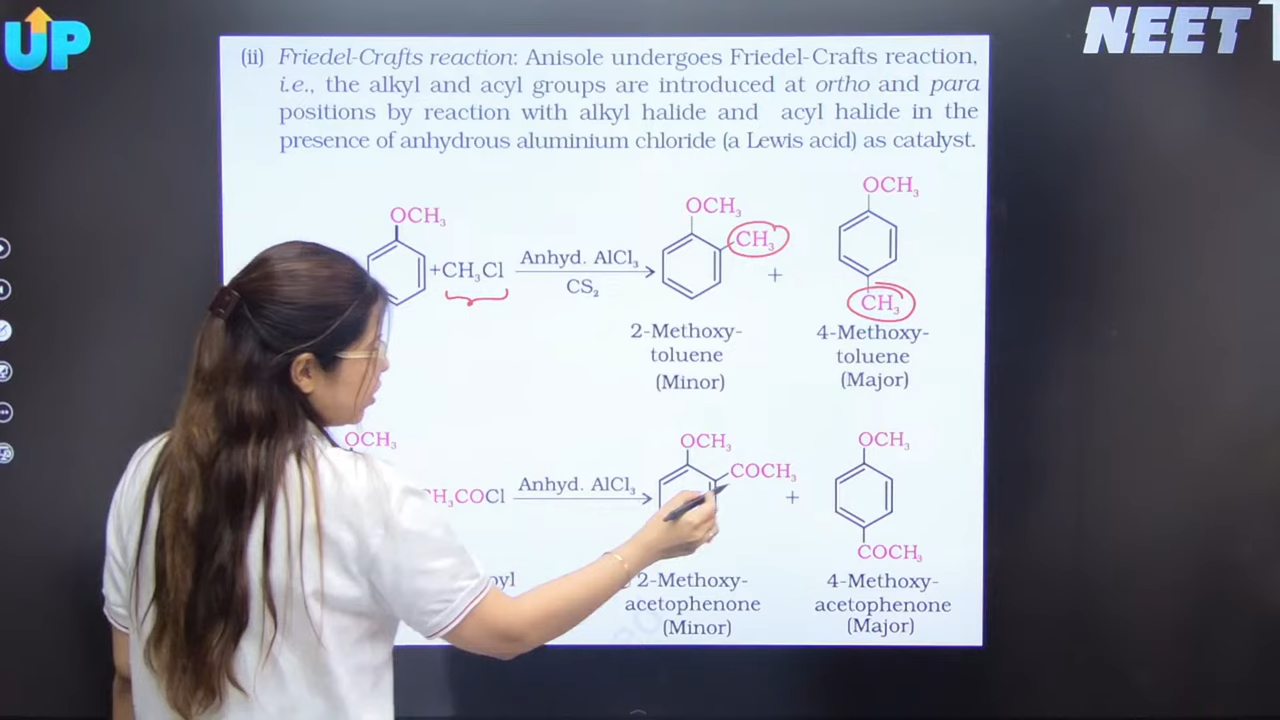 UP
NEET
(ii) Friedel-Crafts reaction: Anisole undergoes Friedel-Crafts reaction,
i.e., the alkyl and acyl groups are introduced at ortho and para
positions by reaction with alkyl halide and acyl halide in the
presence of anhydrous aluminium chloride (a Lewis acid) as catalyst.
OCH₃
OCH₃
OCH₃
+CH₃Cl
Anhyd. AlCl₃
CS₂
CH₃
+
CH₃
2-Methoxy-
toluene
(Minor)
4-Methoxy-
toluene
(Major)
OCH₃
OCH₃
OCH₃
CH₃COCl
Anhyd. AlCl₃
COCH₃
+
COCH₃
2-Methoxy-
acetophenone
(Minor)
4-Methoxy-
acetophenone
(Major)